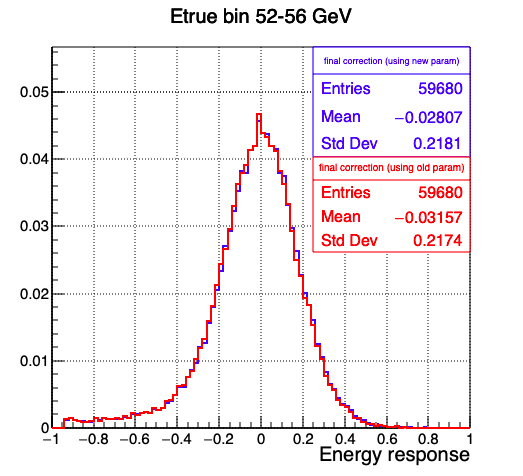 Etrue bin 52-56 GeV
final correction (using new param)
Entries 59680
Mean −0.02807
Std Dev 0.2181
final correction (using old param)
Entries 59680
Mean −0.03157
Std Dev 0.2174
0.05
0.04
0.03
0.02
0.01
0
−1 −0.8 −0.6 −0.4 −0.2 0 0.2 0.4 0.6 0.8 1
Energy response